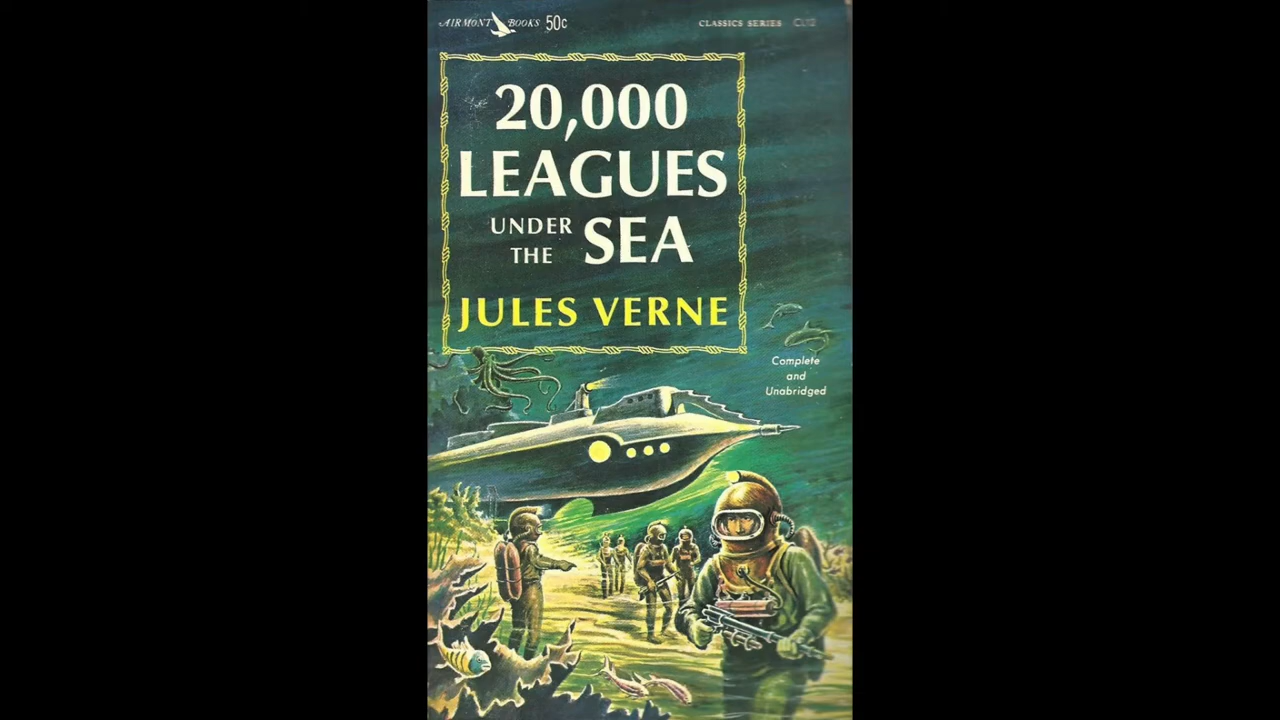 AIRMONT BOOKS 50c
CLASSICS SERIES
20,000
LEAGUES
UNDER
THE SEA
JULES VERNE
Complete
and
Unabridged